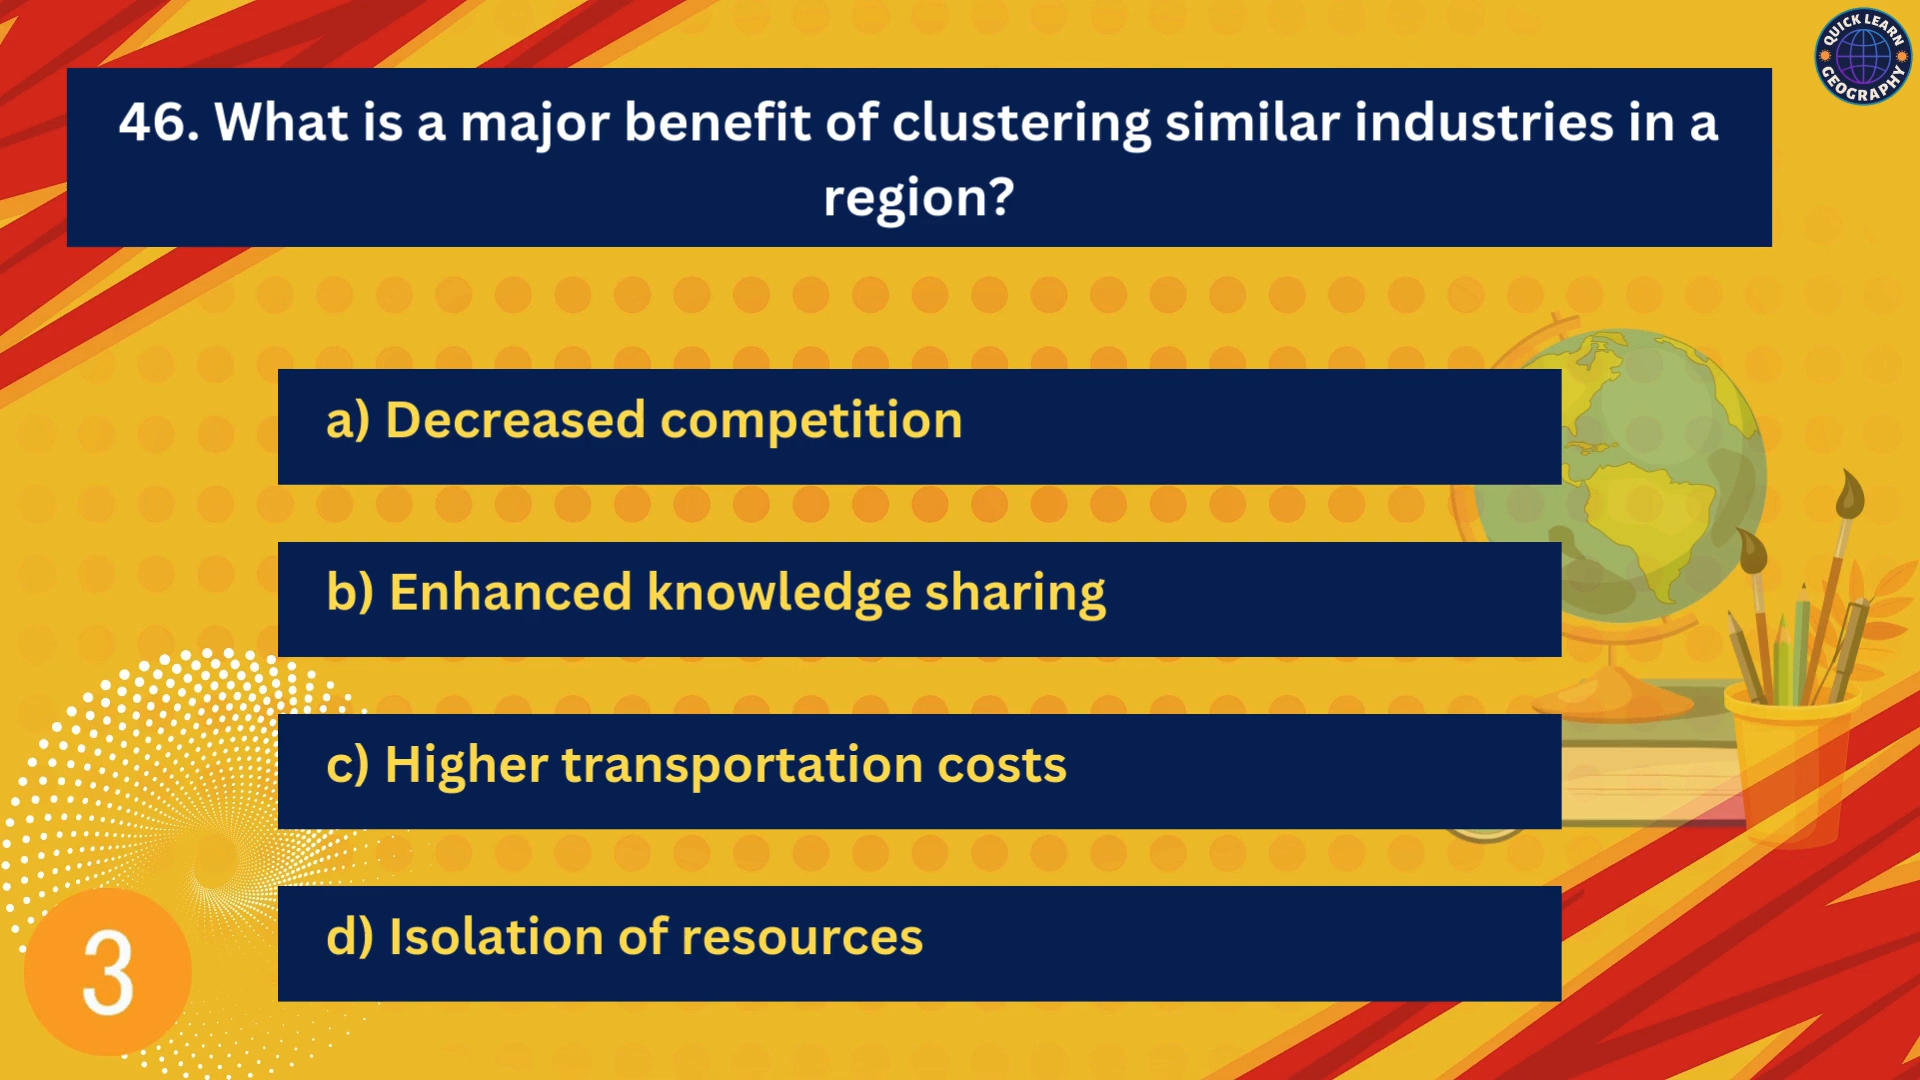 QUICK LEARN
GEOGRAPHY
46. What is a major benefit of clustering similar industries in a
region?
a) Decreased competition
b) Enhanced knowledge sharing
c) Higher transportation costs
d) Isolation of resources
3